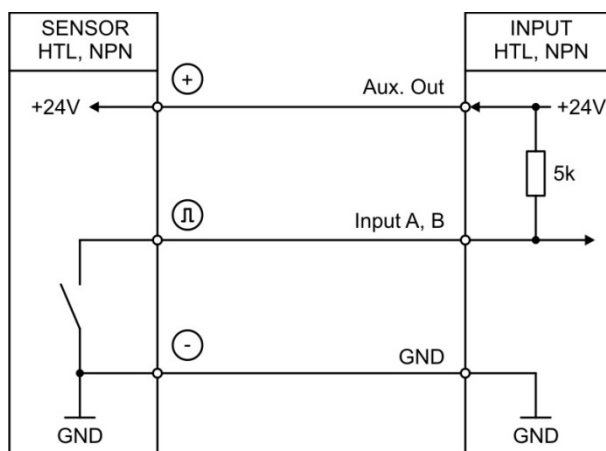 SENSOR
HTL, NPN
INPUT
HTL, NPN
+
Aux. Out
+24V
+24V
5k
Input A, B
-
GND
GND
GND